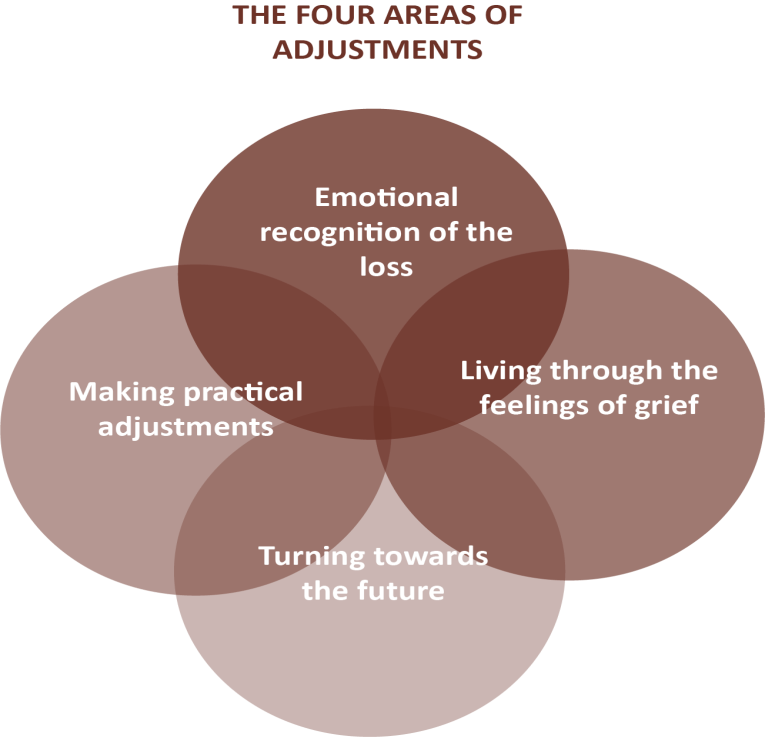 THE FOUR AREAS OF
ADJUSTMENTS
Emotional
recognition of the
loss
Living through the
feelings of grief
Making practical
adjustments
Turning towards
the future